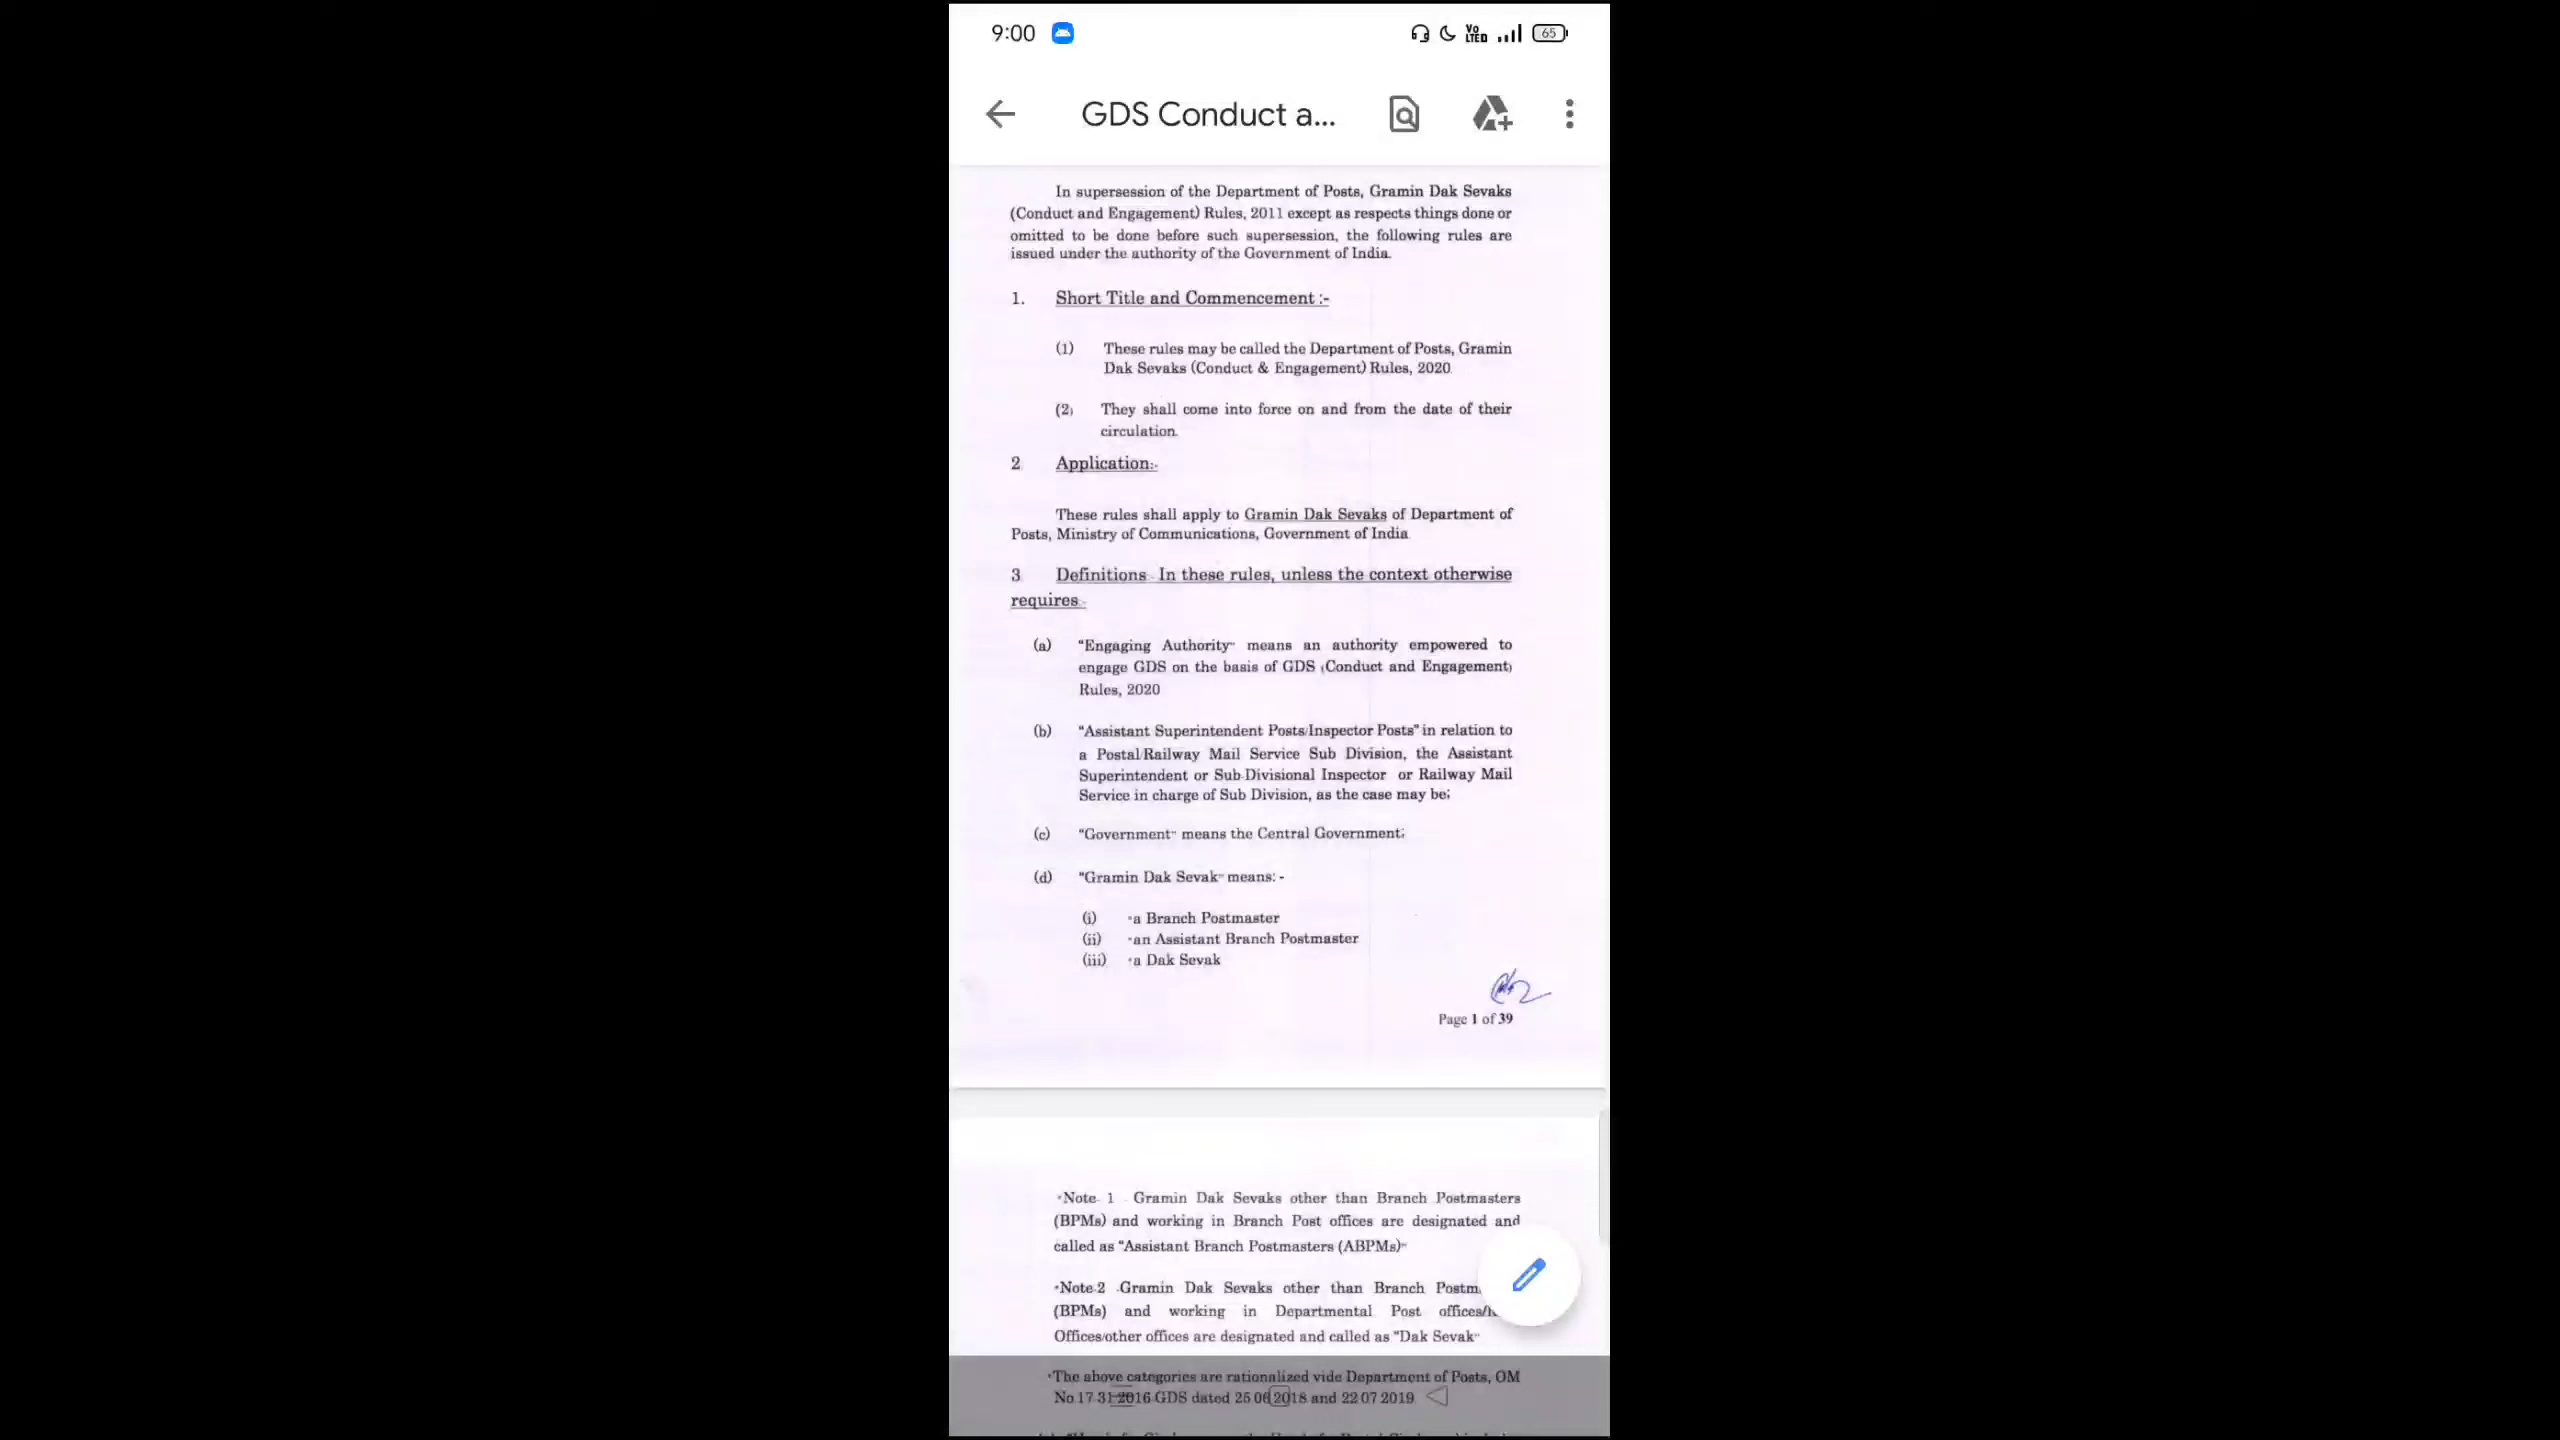 9:00
Vo
LTED
65
GDS Conduct a...
In supersession of the Department of Posts, Gramin Dak Sevaks
(Conduct and Engagement) Rules, 2011 except as respects things done or
omitted to be done before such supersession, the following rules are
issued under the authority of the Government of India.
1. Short Title and Commencement :-
(1) These rules may be called the Department of Posts, Gramin
Dak Sevaks (Conduct & Engagement) Rules, 2020
(2) They shall come into force on and from the date of their
circulation.
2 Application:-
These rules shall apply to Gramin Dak Sevaks of Department of
Posts, Ministry of Communications, Government of India
3 Definitions- In these rules, unless the context otherwise
requires:-
(a) "Engaging Authority" means an authority empowered to
engage GDS on the basis of GDS (Conduct and Engagement)
Rules, 2020
(b) "Assistant Superintendent Posts/Inspector Posts" in relation to
a Postal/Railway Mail Service Sub Division, the Assistant
Superintendent or Sub-Divisional Inspector or Railway Mail
Service in charge of Sub Division, as the case may be;
(c) "Government" means the Central Government;
(d) "Gramin Dak Sevak" means: -
(i) *a Branch Postmaster
(ii) *an Assistant Branch Postmaster
(iii) *a Dak Sevak
Page 1 of 39
*Note- 1 - Gramin Dak Sevaks other than Branch Postmasters
(BPMs) and working in Branch Post offices are designated and
called as "Assistant Branch Postmasters (ABPMs)"
*Note-2 -Gramin Dak Sevaks other than Branch
(BPMs) and working in Departmental Post
Offices/other offices are designated and called as "Dak Sevak"
*The above categories are rationalized vide Department of Posts, OM
No 17-31/2016-GDS dated 25 06 2018 and 22 07 2019